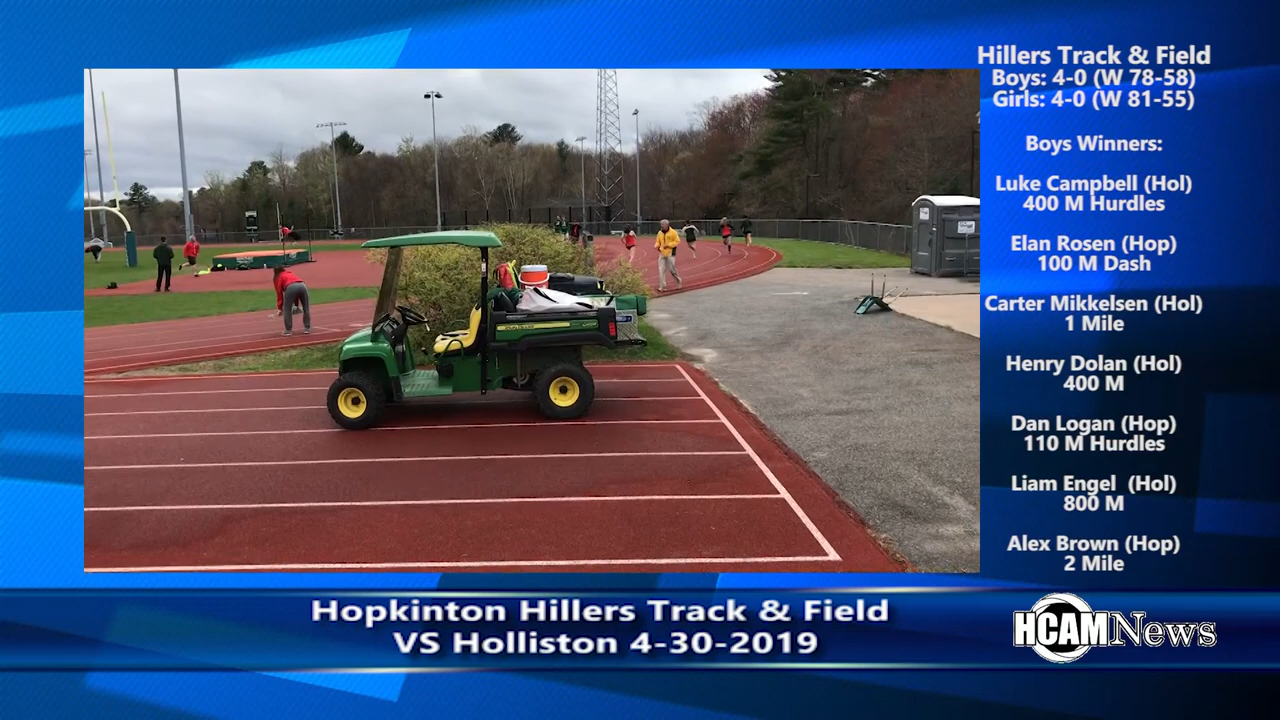 Hillers Track & Field
Boys: 4-0 (W 78-58)
Girls: 4-0 (W 81-55)
Boys Winners:
Luke Campbell (Hol)
400 M Hurdles
Elan Rosen (Hop)
100 M Dash
Carter Mikkelsen (Hol)
1 Mile
Henry Dolan (Hol)
400 M
Dan Logan (Hop)
110 M Hurdles
Liam Engel (Hol)
800 M
Alex Brown (Hop)
2 Mile
Hopkinton Hillers Track & Field
VS Holliston 4-30-2019
HCAM News